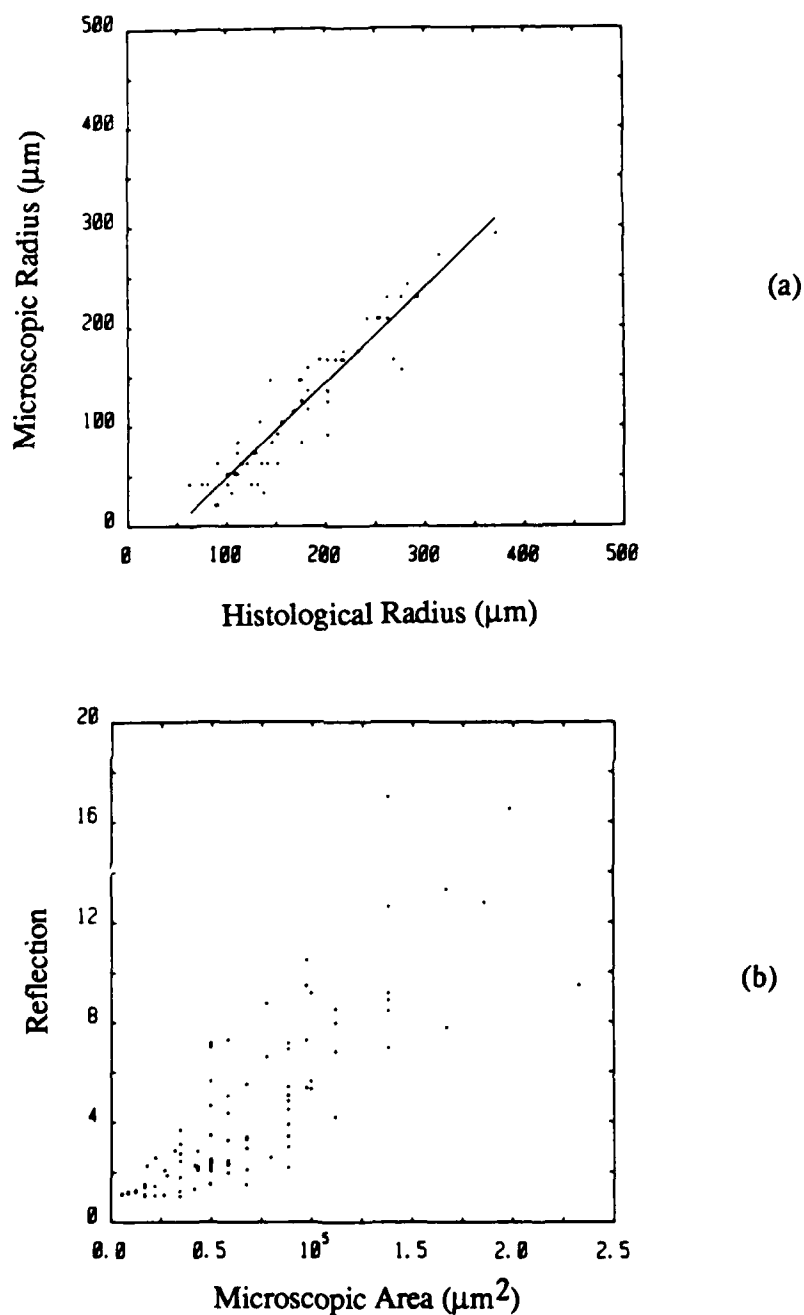 500
400
300
200
100
0
Microscopic Radius (μm)
0 100 200 300 400 500
Histological Radius (μm)
(a)
20
16
12
8
4
0
Reflection
0.0 0.5 10⁵ 1.5 2.0 2.5
Microscopic Area (μm²)
(b)